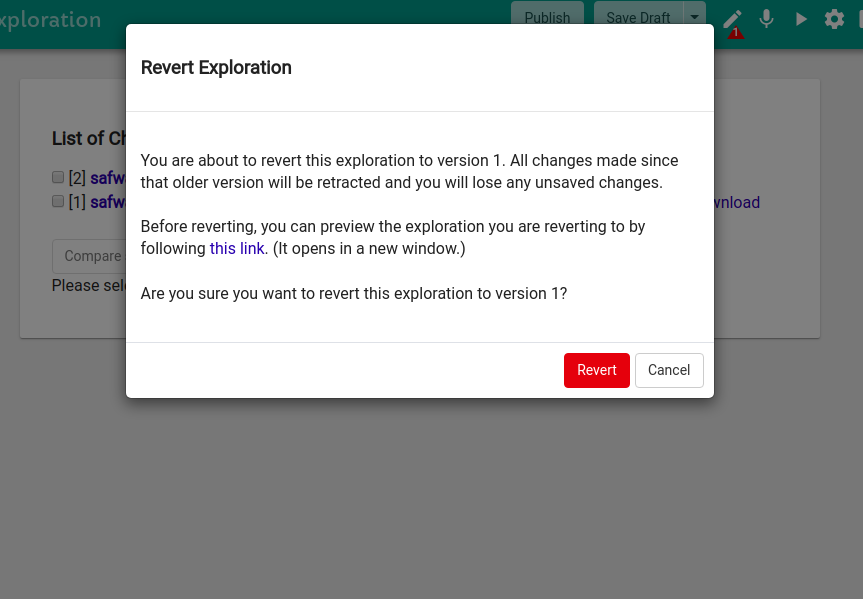 xploration
Publish
Save Draft
1
Revert Exploration
List of Ch
You are about to revert this exploration to version 1. All changes made since
that older version will be retracted and you will lose any unsaved changes.
[2] safw
[1] safw
wnload
Before reverting, you can preview the exploration you are reverting to by
following this link. (It opens in a new window.)
Compare
Please sele
Are you sure you want to revert this exploration to version 1?
Revert
Cancel